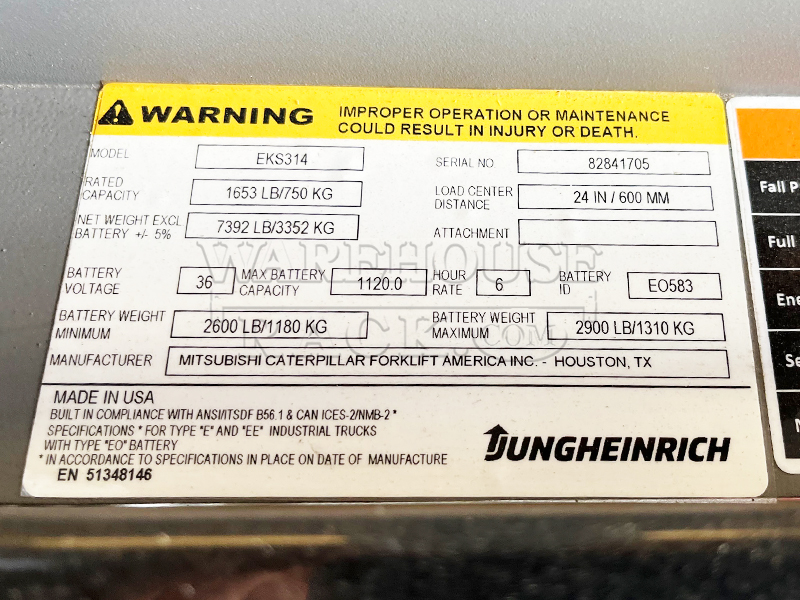 WARNING IMPROPER OPERATION OR MAINTENANCE
COULD RESULT IN INJURY OR DEATH.
MODEL EKS314 SERIAL NO 82841705
RATED CAPACITY 1653 LB/750 KG LOAD CENTER DISTANCE 24 IN / 600 MM
NET WEIGHT EXCL BATTERY +/- 5% 7392 LB/3352 KG ATTACHMENT
BATTERY VOLTAGE 36 MAX BATTERY CAPACITY 1120.0 HOUR RATE 6 BATTERY ID EO583
BATTERY WEIGHT MINIMUM 2600 LB/1180 KG BATTERY WEIGHT MAXIMUM 2900 LB/1310 KG
MANUFACTURER MITSUBISHI CATERPILLAR FORKLIFT AMERICA INC. - HOUSTON, TX
MADE IN USA
BUILT IN COMPLIANCE WITH ANSI/ITSDF B56.1 & CAN ICES-2/NMB-2 *
SPECIFICATIONS * FOR TYPE "E" AND "EE" INDUSTRIAL TRUCKS
WITH TYPE "EO" BATTERY
* IN ACCORDANCE TO SPECIFICATIONS IN PLACE ON DATE OF MANUFACTURE
EN 51348146
JUNGHEINRICH
WAREHOUSE
PACK.com
Fall P
Full
Ene
Se